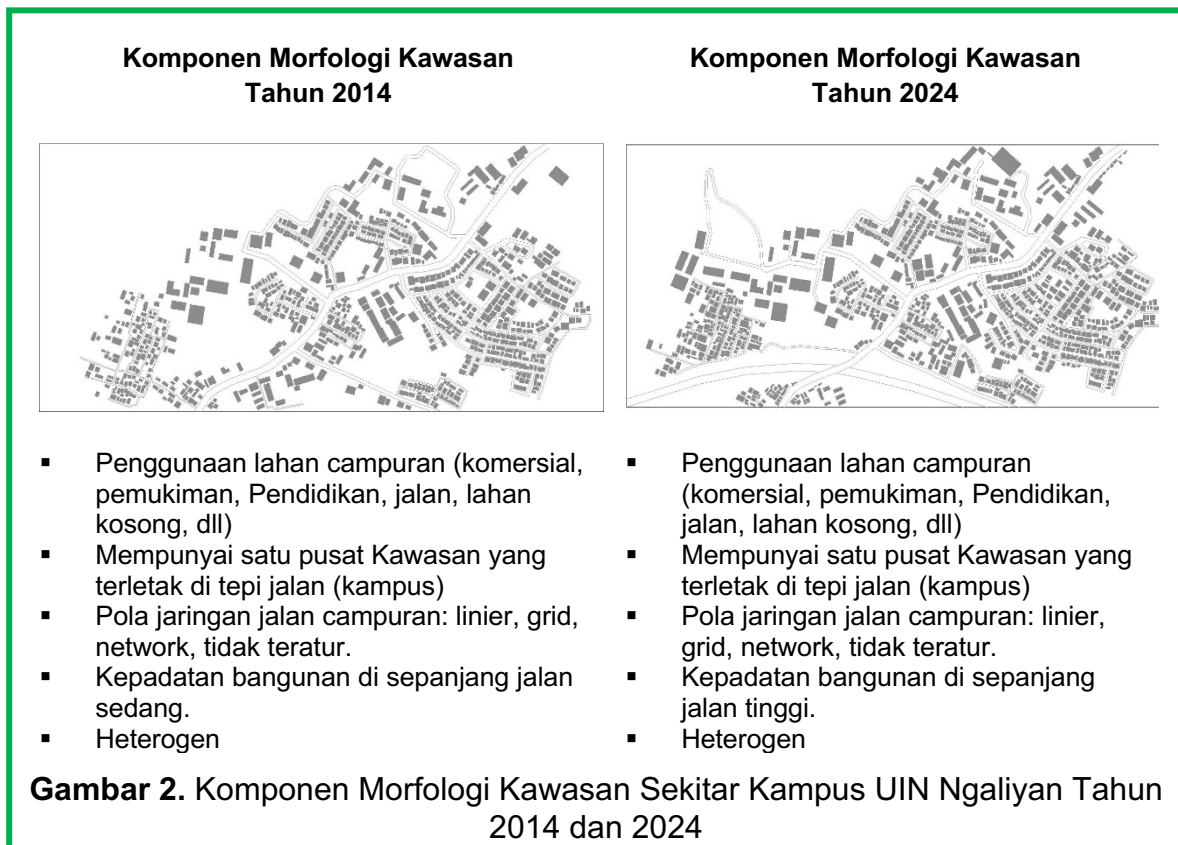 Komponen Morfologi Kawasan
Tahun 2014
▪ Penggunaan lahan campuran (komersial,
pemukiman, Pendidikan, jalan, lahan
kosong, dll)
▪ Mempunyai satu pusat Kawasan yang
terletak di tepi jalan (kampus)
▪ Pola jaringan jalan campuran: linier, grid,
network, tidak teratur.
▪ Kepadatan bangunan di sepanjang jalan
sedang.
▪ Heterogen
Komponen Morfologi Kawasan
Tahun 2024
▪ Penggunaan lahan campuran
(komersial, pemukiman, Pendidikan,
jalan, lahan kosong, dll)
▪ Mempunyai satu pusat Kawasan yang
terletak di tepi jalan (kampus)
▪ Pola jaringan jalan campuran: linier,
grid, network, tidak teratur.
▪ Kepadatan bangunan di sepanjang
jalan tinggi.
▪ Heterogen
Gambar 2. Komponen Morfologi Kawasan Sekitar Kampus UIN Ngaliyan Tahun
2014 dan 2024